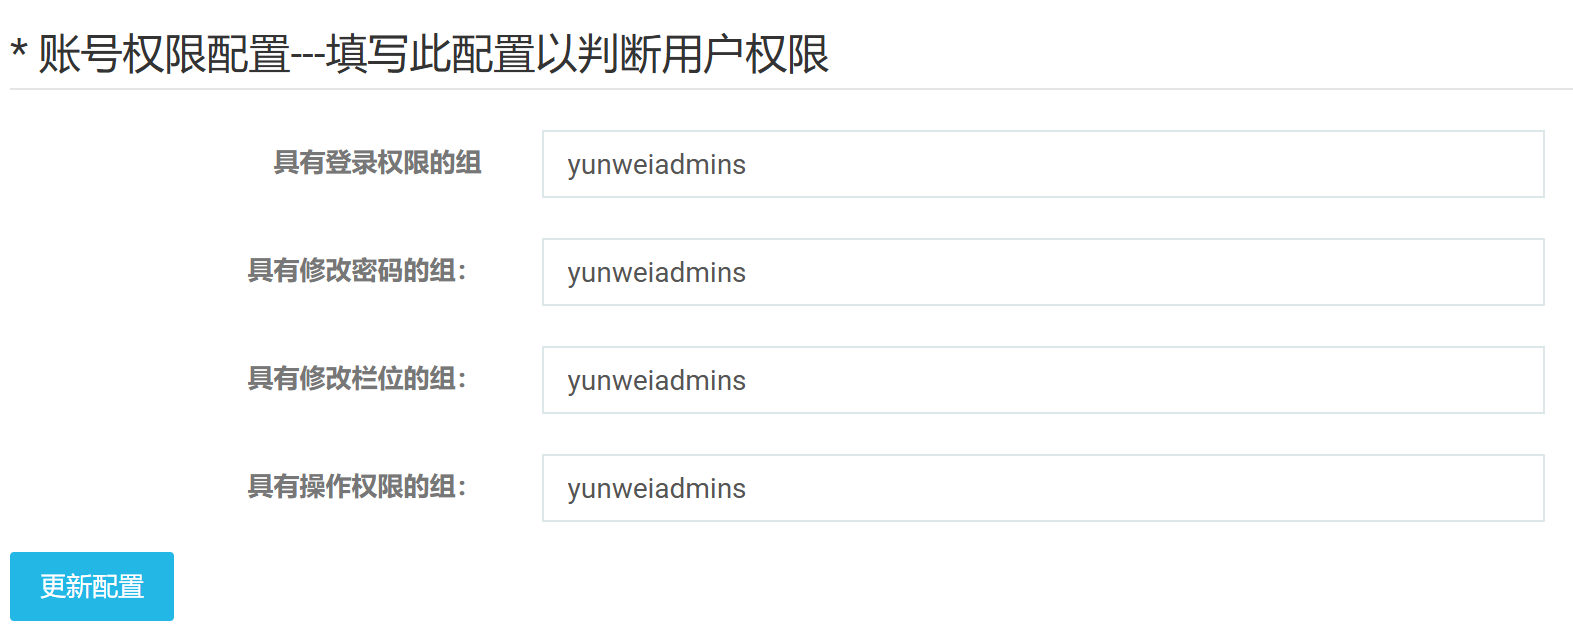 * 账号权限配置---填写此配置以判断用户权限
具有登录权限的组
yunweiadmins
具有修改密码的组：
yunweiadmins
具有修改栏位的组：
yunweiadmins
具有操作权限的组：
yunweiadmins
更新配置